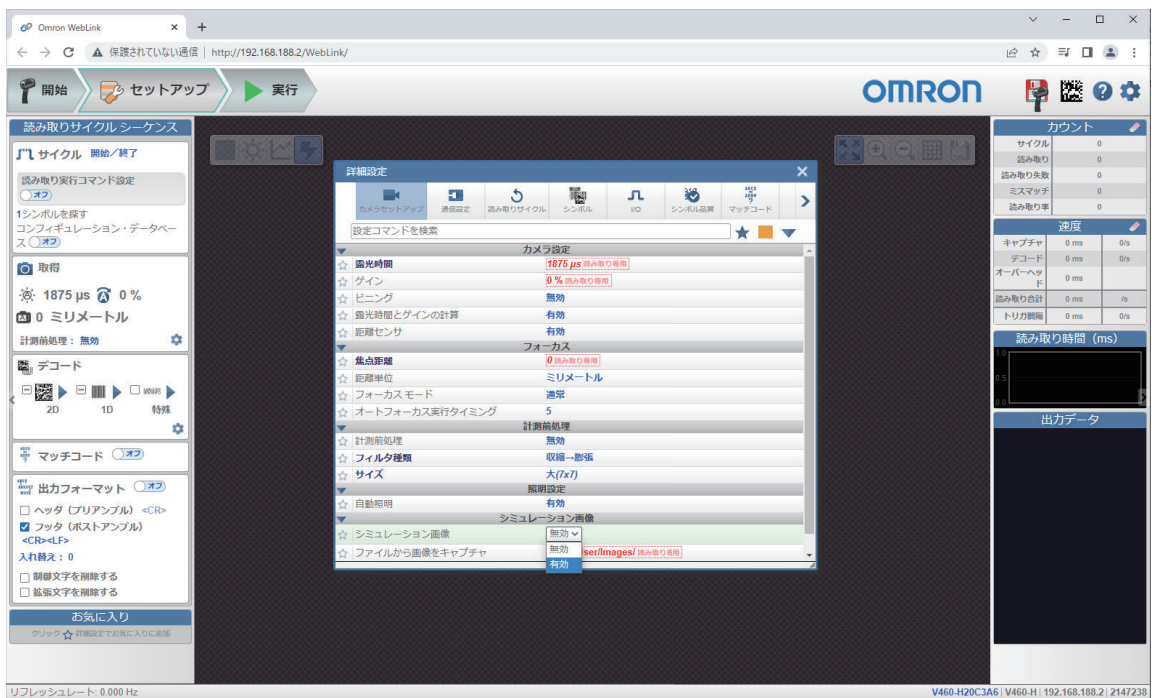 Omron WebLink
保護されていない通信 | http://192.168.188.2/WebLink/
開始
セットアップ
実行
OMRON
読み取りサイクル シーケンス
サイクル 開始／終了
読み取り実行コマンド設定
オフ
1シンボルを探す
コンフィギュレーション・データベー
ス オフ
取得
1875 µs 0 %
0 ミリメートル
計測前処理： 無効
デコード
2D 1D 特殊
マッチコード オフ
出力フォーマット オフ
ヘッダ（プリアンブル） <CR>
フッタ（ポストアンブル）
<CR><LF>
入れ替え： 0
制御文字を削除する
拡張文字を削除する
お気に入り
クリック ☆ 詳細設定でお気に入りに追加
リフレッシュレート: 0.000 Hz
詳細設定
カメラセットアップ 通信設定 読み取りサイクル シンボル I/O シンボル品質 マッチコード
設定コマンドを検索
カメラ設定
露光時間 1875 µs 読み取り専用
ゲイン 0 % 読み取り専用
ビニング 無効
露光時間とゲインの計算 有効
距離センサ 有効
フォーカス
焦点距離 0 読み取り専用
距離単位 ミリメートル
フォーカス モード 通常
オートフォーカス実行タイミング 5
計測前処理
計測前処理 無効
フィルタ種類 収縮→膨張
サイズ 大(7x7)
照明設定
自動照明 有効
シミュレーション画像
シミュレーション画像 無効
ファイルから画像をキャプチャ ser/Images/ 読み取り専用
無効
有効
カウント
サイクル 0
読み取り 0
読み取り失敗 0
ミスマッチ 0
読み取り率 0
速度
キャプチャ 0 ms 0/s
デコード 0 ms 0/s
オーバーヘッ
ド 0 ms
読み取り合計 0 ms /s
トリガ間隔 0 ms 0/s
読み取り時間（ms）
1.0
0.5
0.0
出力データ
V460-H20C3A6 | V460-H | 192.168.188.2 | 2147238